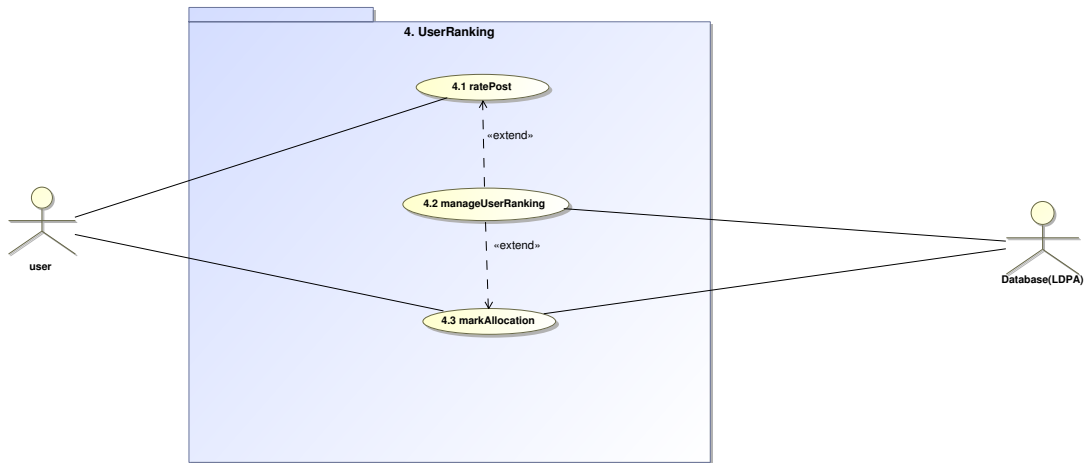 4. UserRanking
4.1 ratePost
«extend»
4.2 manageUserRanking
«extend»
user
Database(LDPA)
4.3 markAllocation